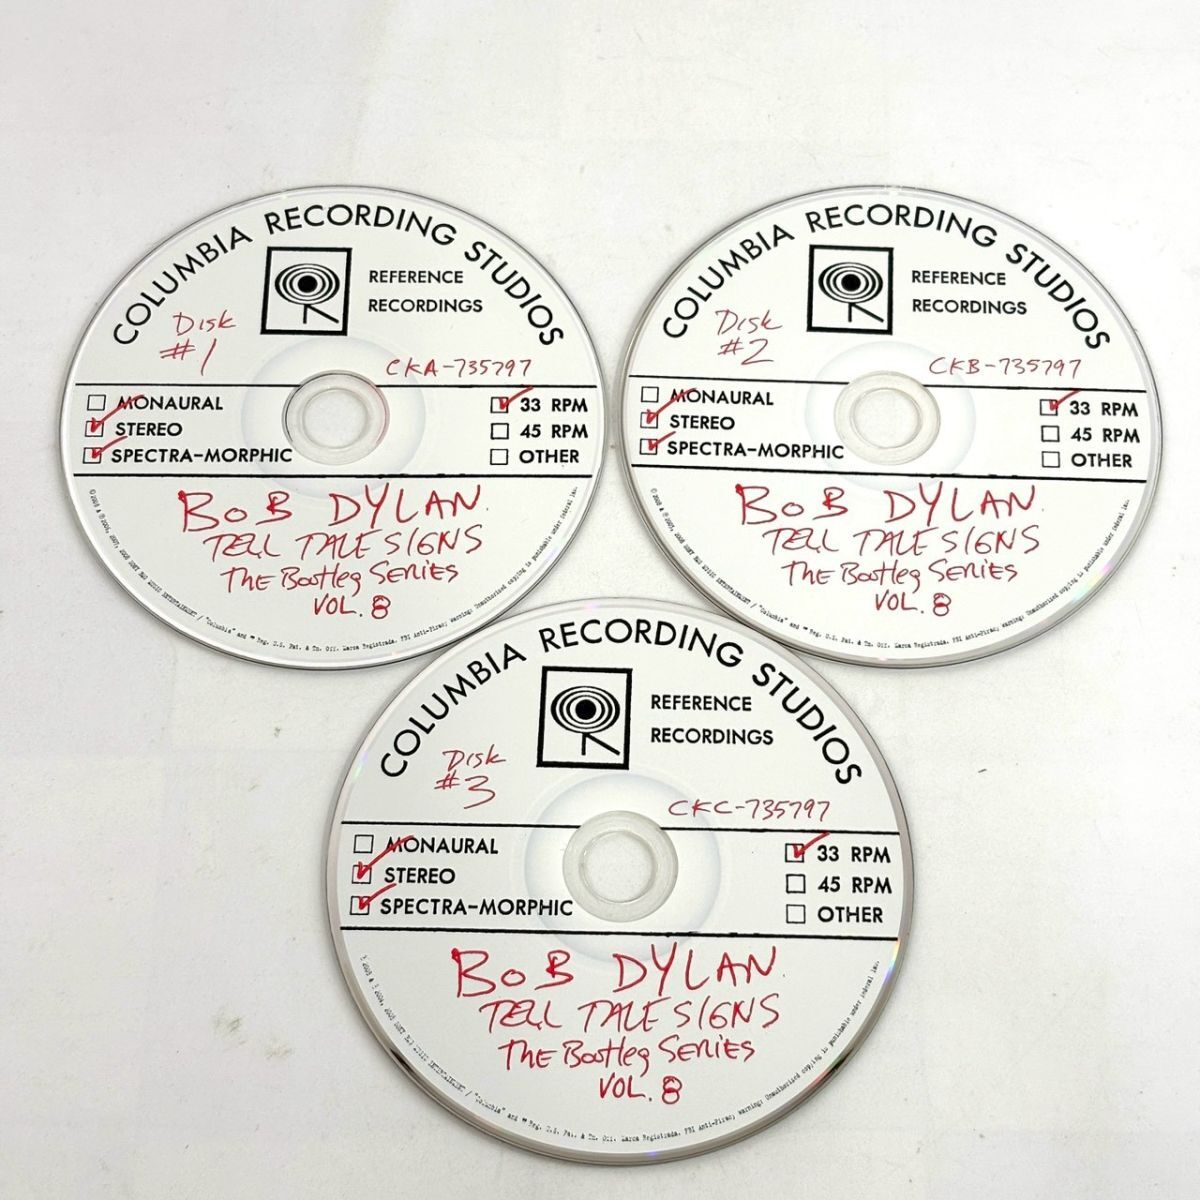 COLUMBIA RECORDING STUDIOS
REFERENCE
RECORDINGS
Disk
#1
CKA-735797
MONAURAL
STEREO
SPECTRA-MORPHIC
33 RPM
45 RPM
OTHER
BOB DYLAN
TELL TALE SIGNS
The Bootleg Series
VOL. 8
COLUMBIA RECORDING STUDIOS
REFERENCE
RECORDINGS
Disk
#2
CKB-735797
MONAURAL
STEREO
SPECTRA-MORPHIC
33 RPM
45 RPM
OTHER
BOB DYLAN
TELL TALE SIGNS
The Bootleg Series
VOL. 8
COLUMBIA RECORDING STUDIOS
REFERENCE
RECORDINGS
Disk
#3
CKC-735797
MONAURAL
STEREO
SPECTRA-MORPHIC
33 RPM
45 RPM
OTHER
BOB DYLAN
TELL TALE SIGNS
The Bootleg Series
VOL. 8